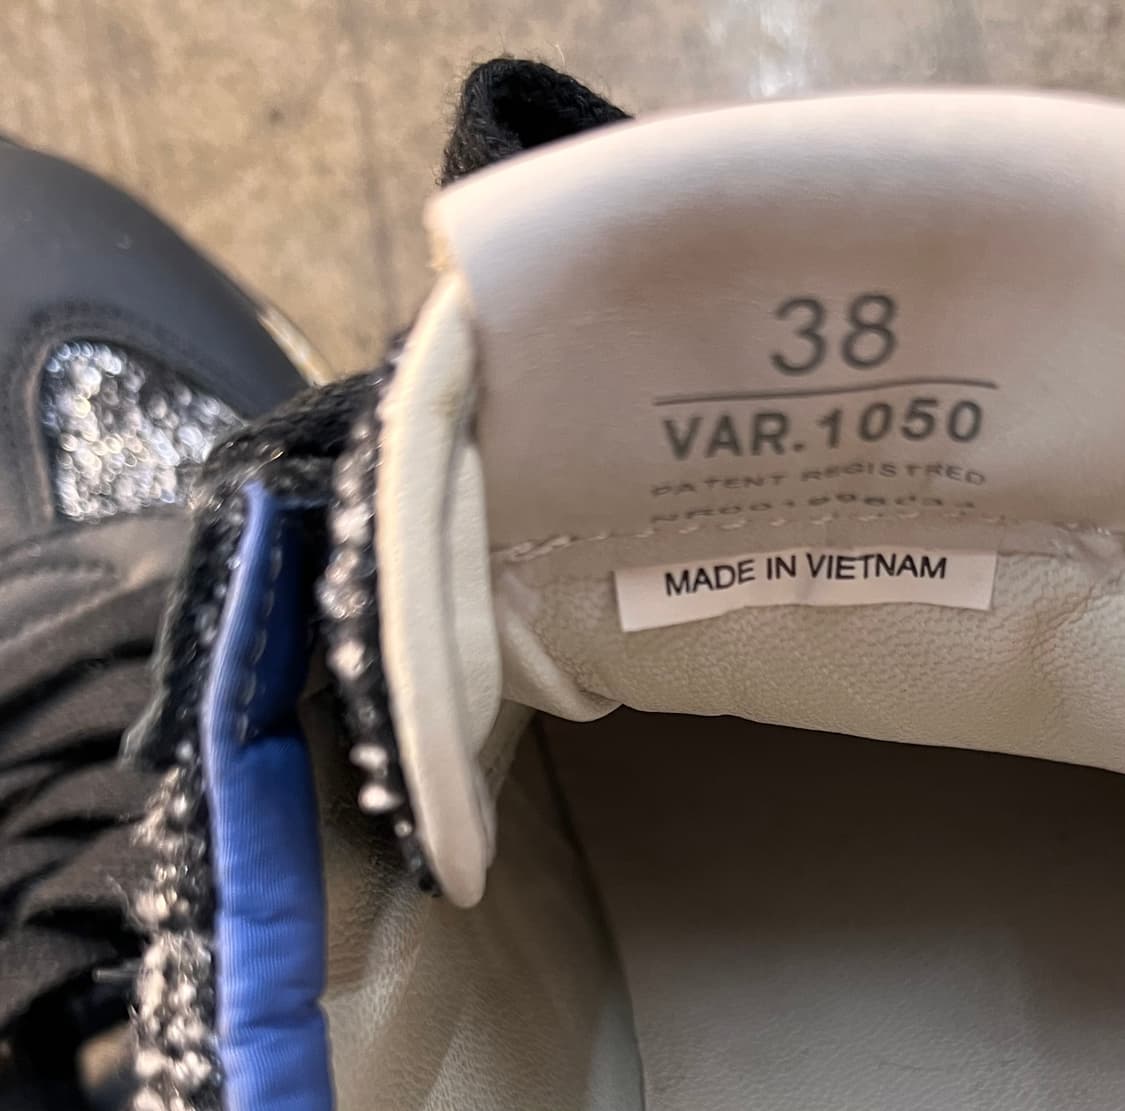 38
VAR.1050
PATENT REGISTRED
MADE IN VIETNAM